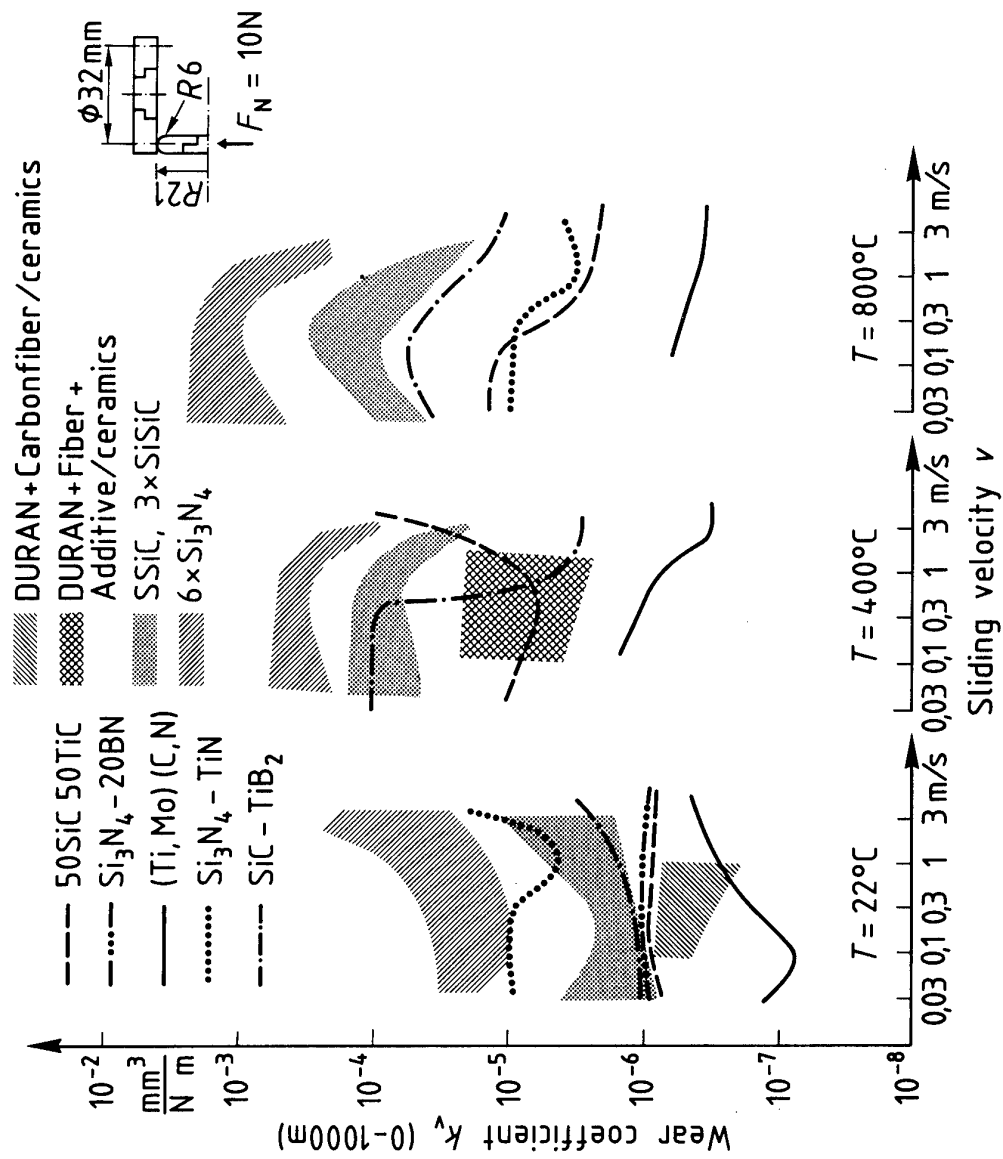 50SiC 50TiC
Si₃N₄-20BN
(Ti,Mo)(C,N)
Si₃N₄-TiN
SiC-TiB₂
DURAN+Carbonfiber/ceramics
DURAN+Fiber+
Additive/ceramics
SSiC, 3×SiSiC
6×Si₃N₄
ϕ32mm
R6
R21
F_N = 10N
Wear coefficient k_v (0-1000m)
mm³
N m
10⁻²
10⁻³
10⁻⁴
10⁻⁵
10⁻⁶
10⁻⁷
10⁻⁸
T = 22°C
T = 400°C
T = 800°C
0,03 0,1 0,3 1 3 m/s
0,03 0,1 0,3 1 3 m/s
0,03 0,1 0,3 1 3 m/s
Sliding velocity v